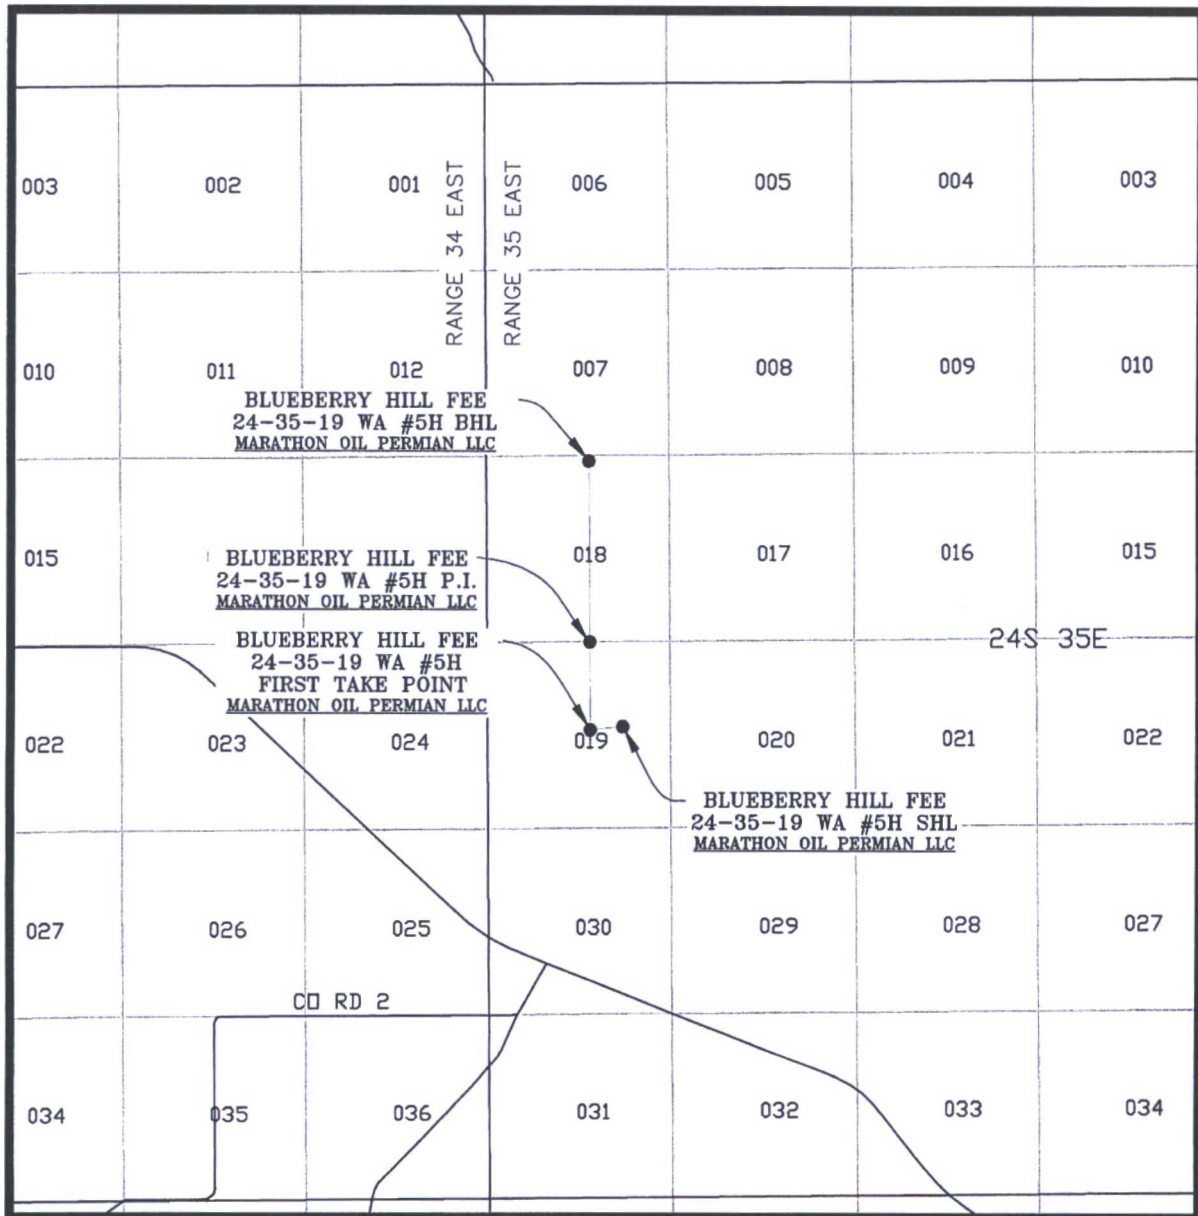 003
002
001
006
005
004
003
RANGE 34 EAST
RANGE 35 EAST
010
011
012
007
008
009
010
BLUEBERRY HILL FEE
24-35-19 WA #5H BHL
MARATHON OIL PERMIAN LLC
015
BLUEBERRY HILL FEE
24-35-19 WA #5H P.I.
MARATHON OIL PERMIAN LLC
018
017
016
015
24S 35E
BLUEBERRY HILL FEE
24-35-19 WA #5H
FIRST TAKE POINT
MARATHON OIL PERMIAN LLC
022
023
024
019
020
021
022
BLUEBERRY HILL FEE
24-35-19 WA #5H SHL
MARATHON OIL PERMIAN LLC
027
026
025
030
029
028
027
CO RD 2
034
035
036
031
032
033
034